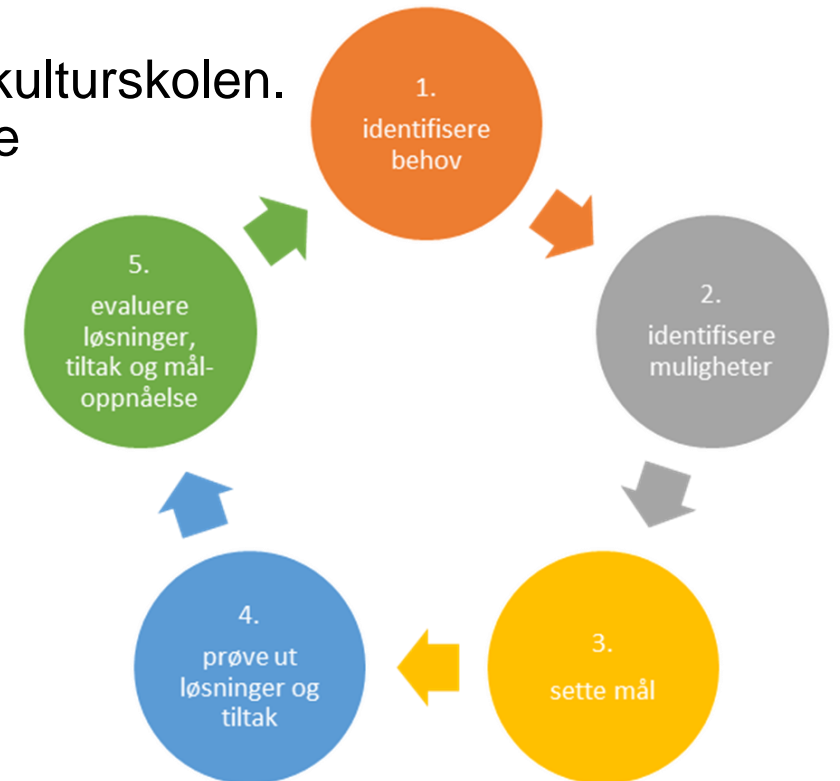 kulturskolen.
e
1.
identifisere
behov
2.
identifisere
muligheter
3.
sette mål
4.
prøve ut
løsninger og
tiltak
5.
evaluere
løsninger,
tiltak og mål-
oppnåelse